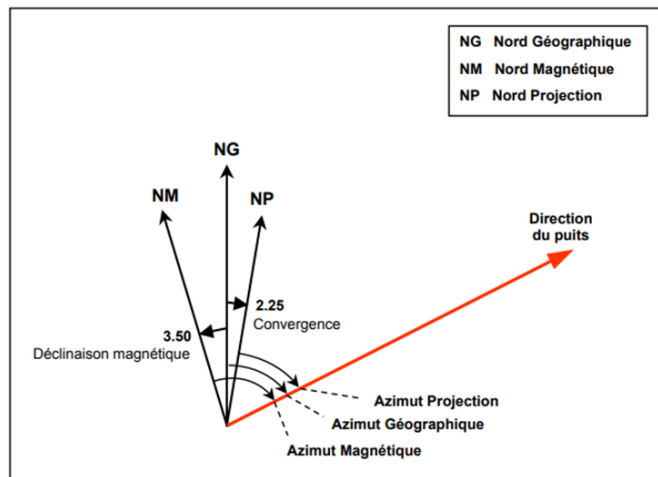 NG Nord Géographique
NM Nord Magnétique
NP Nord Projection
NG
NM
NP
Direction
du puits
2.25
Convergence
3.50
Déclinaison magnétique
Azimut Projection
Azimut Géographique
Azimut Magnétique